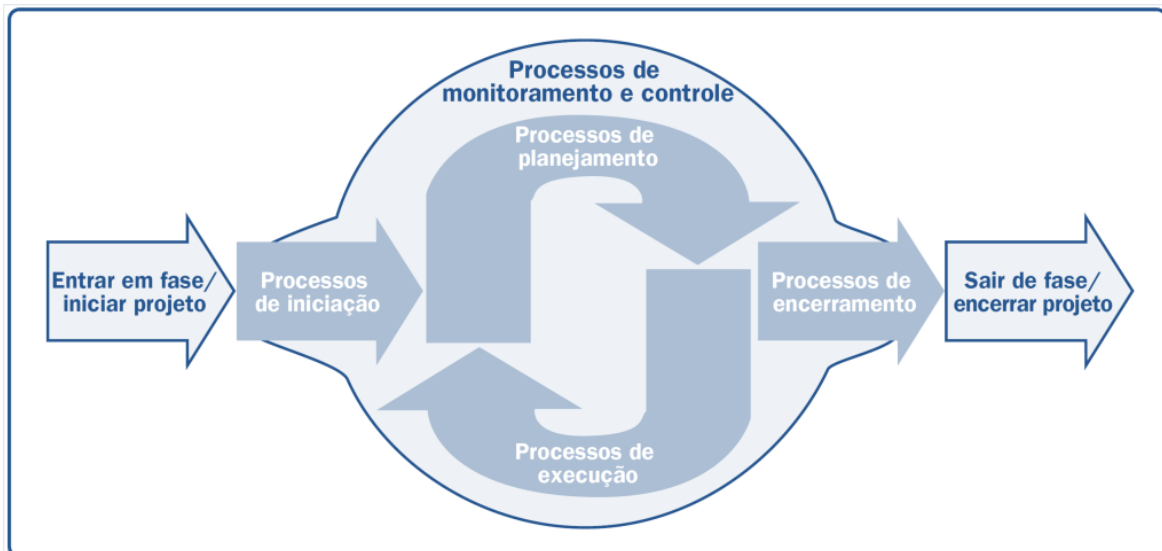 Processos de
monitoramento e controle
Processos de
planejamento
Entrar em fase/
iniciar projeto
Processos
de iniciação
Processos de
encerramento
Sair de fase/
encerrar projeto
Processos de
execução